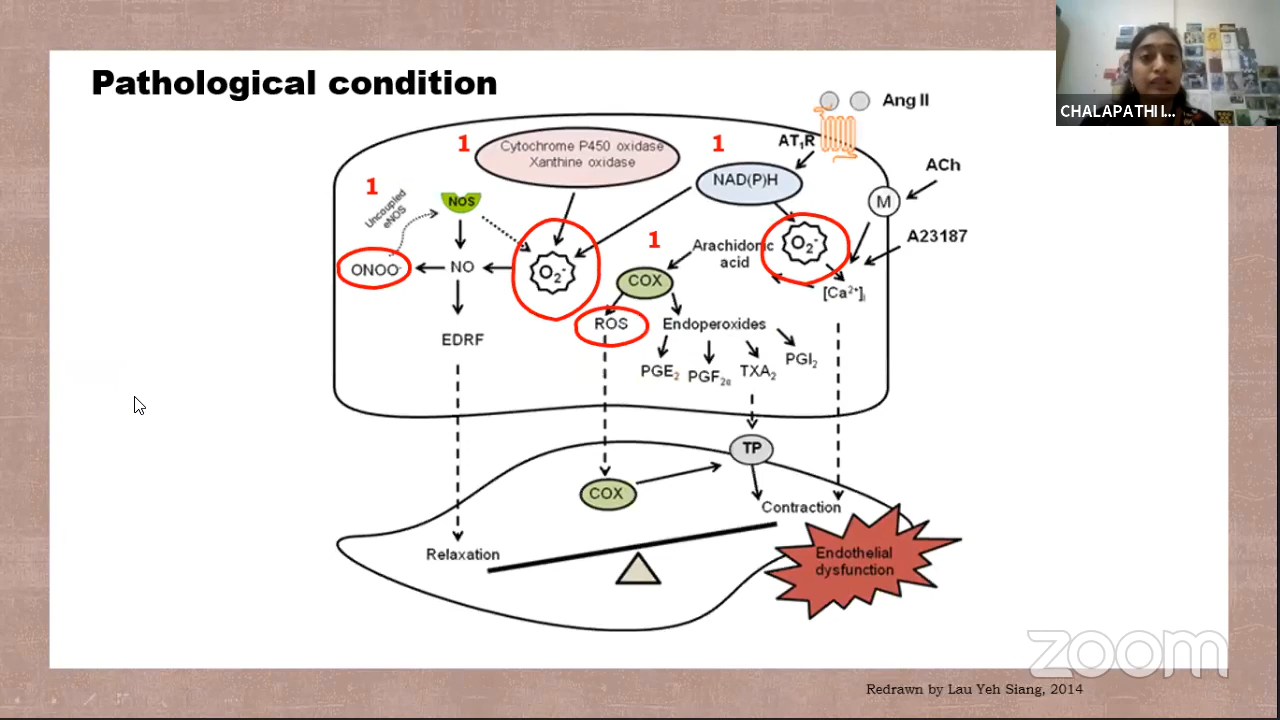 Pathological condition
CHALAPATHI I...
Ang II
AT₁R
1
Cytochrome P450 oxidase
Xanthine oxidase
1
NAD(P)H
ACh
M
1
Uncoupled
eNOS
NOS
A23187
O₂·⁻
O₂·⁻
1
Arachidonic
acid
ONOO⁻
NO
COX
[Ca²⁺]ᵢ
ROS
Endoperoxides
EDRF
PGE₂
PGF₂α
TXA₂
PGI₂
TP
COX
Contraction
Relaxation
Endothelial
dysfunction
zoom
Redrawn by Lau Yeh Siang, 2014